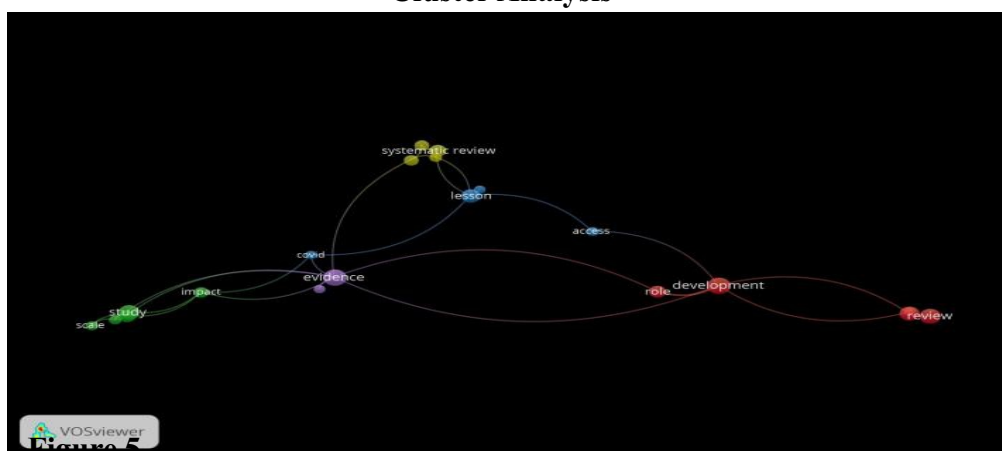 Cluster Analysis
systematic review
lesson
access
covid
evidence
development
role
impact
study
scale
review
VOSviewer
Figure 5